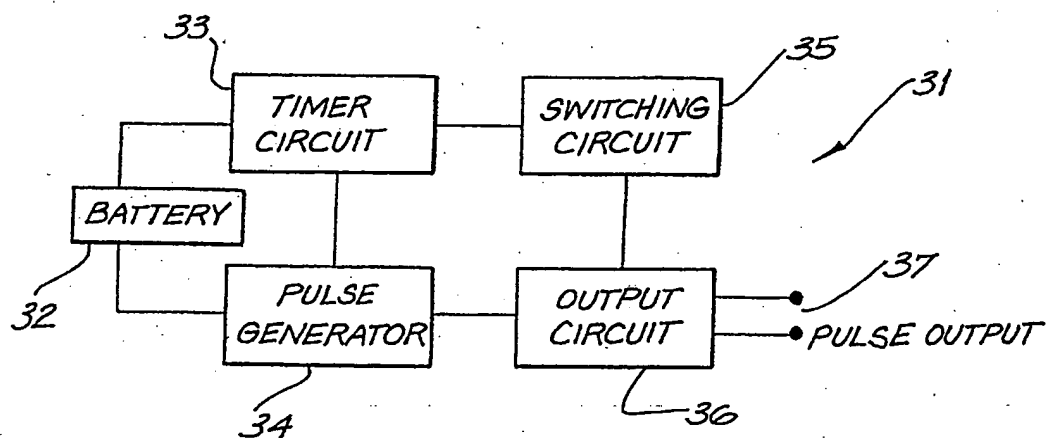 33
35
31
TIMER
CIRCUIT
SWITCHING
CIRCUIT
BATTERY
37
32
PULSE
GENERATOR
OUTPUT
CIRCUIT
PULSE OUTPUT
34
36